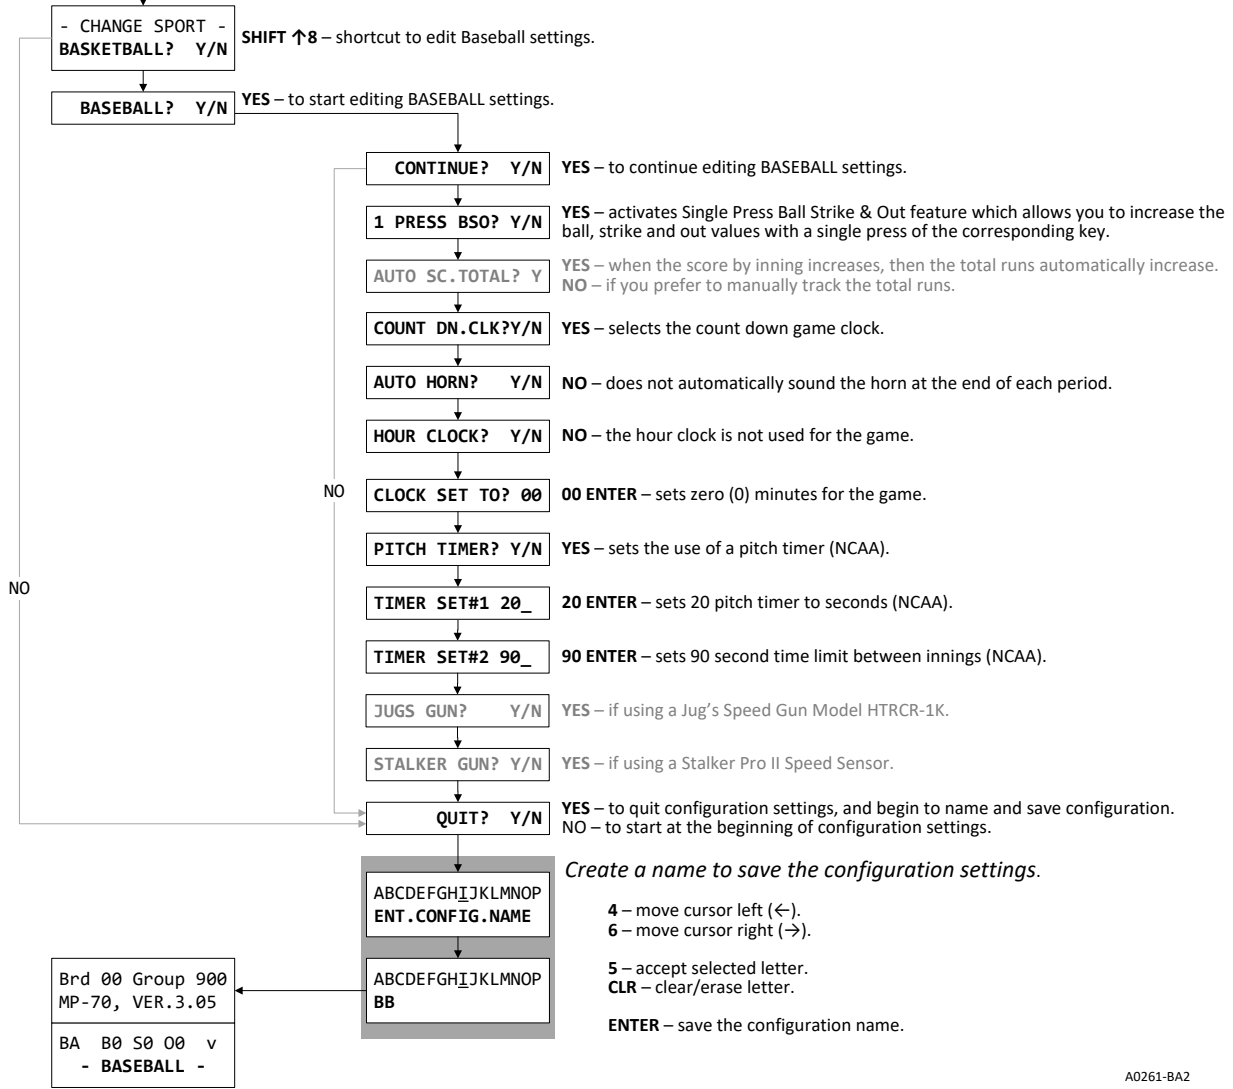 - CHANGE SPORT -
BASKETBALL? Y/N
SHIFT ↑8 – shortcut to edit Baseball settings.
BASEBALL? Y/N
YES – to start editing BASEBALL settings.
CONTINUE? Y/N
YES – to continue editing BASEBALL settings.
1 PRESS BSO? Y/N
YES – activates Single Press Ball Strike & Out feature which allows you to increase the
ball, strike and out values with a single press of the corresponding key.
AUTO SC.TOTAL? Y
YES – when the score by inning increases, then the total runs automatically increase.
NO – if you prefer to manually track the total runs.
COUNT DN.CLK?Y/N
YES – selects the count down game clock.
AUTO HORN? Y/N
NO – does not automatically sound the horn at the end of each period.
HOUR CLOCK? Y/N
NO – the hour clock is not used for the game.
NO
CLOCK SET TO? 00
00 ENTER – sets zero (0) minutes for the game.
PITCH TIMER? Y/N
YES – sets the use of a pitch timer (NCAA).
NO
TIMER SET#1 20_
20 ENTER – sets 20 pitch timer to seconds (NCAA).
TIMER SET#2 90_
90 ENTER – sets 90 second time limit between innings (NCAA).
JUGS GUN? Y/N
YES – if using a Jug's Speed Gun Model HTRCR-1K.
STALKER GUN? Y/N
YES – if using a Stalker Pro II Speed Sensor.
QUIT? Y/N
YES – to quit configuration settings, and begin to name and save configuration.
NO – to start at the beginning of configuration settings.
Create a name to save the configuration settings.
ABCDEFGHIJKLMNOP
ENT.CONFIG.NAME
4 – move cursor left (←).
6 – move cursor right (→).
ABCDEFGHIJKLMNOP
BB
5 – accept selected letter.
CLR – clear/erase letter.
ENTER – save the configuration name.
Brd 00 Group 900
MP-70, VER.3.05
BA B0 S0 O0 v
- BASEBALL -
A0261-BA2